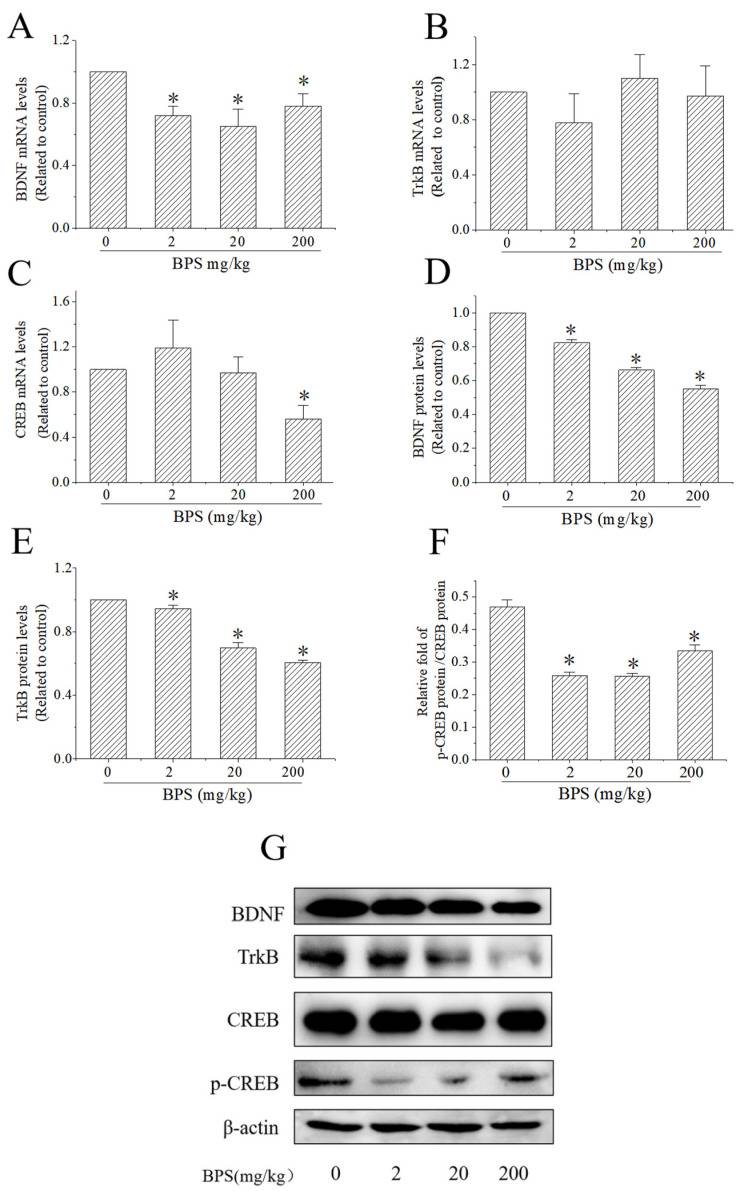 A
BDNF mRNA levels
(Related to control)
1.2
0.8
0.4
0.0
* * *
0 2 20 200
BPS mg/kg
B
TrkB mRNA levels
(Related to control)
1.2
0.8
0.4
0.0
0 2 20 200
BPS (mg/kg)
C
CREB mRNA levels
(Related to control)
1.6
1.2
0.8
0.4
0.0
*
0 2 20 200
BPS (mg/kg)
D
BDNF protein levels
(Related to control)
1.0
0.8
0.6
0.4
0.2
0.0
* * *
0 2 20 200
BPS (mg/kg)
E
TrkB protein levels
(Related to control)
1.2
0.8
0.4
0.0
* * *
0 2 20 200
BPS (mg/kg)
F
Relative fold of
p-CREB protein /CREB protein
0.5
0.4
0.3
0.2
0.1
0.0
* * *
0 2 20 200
BPS (mg/kg)
G
BDNF
TrkB
CREB
p-CREB
β-actin
BPS(mg/kg) 0 2 20 200